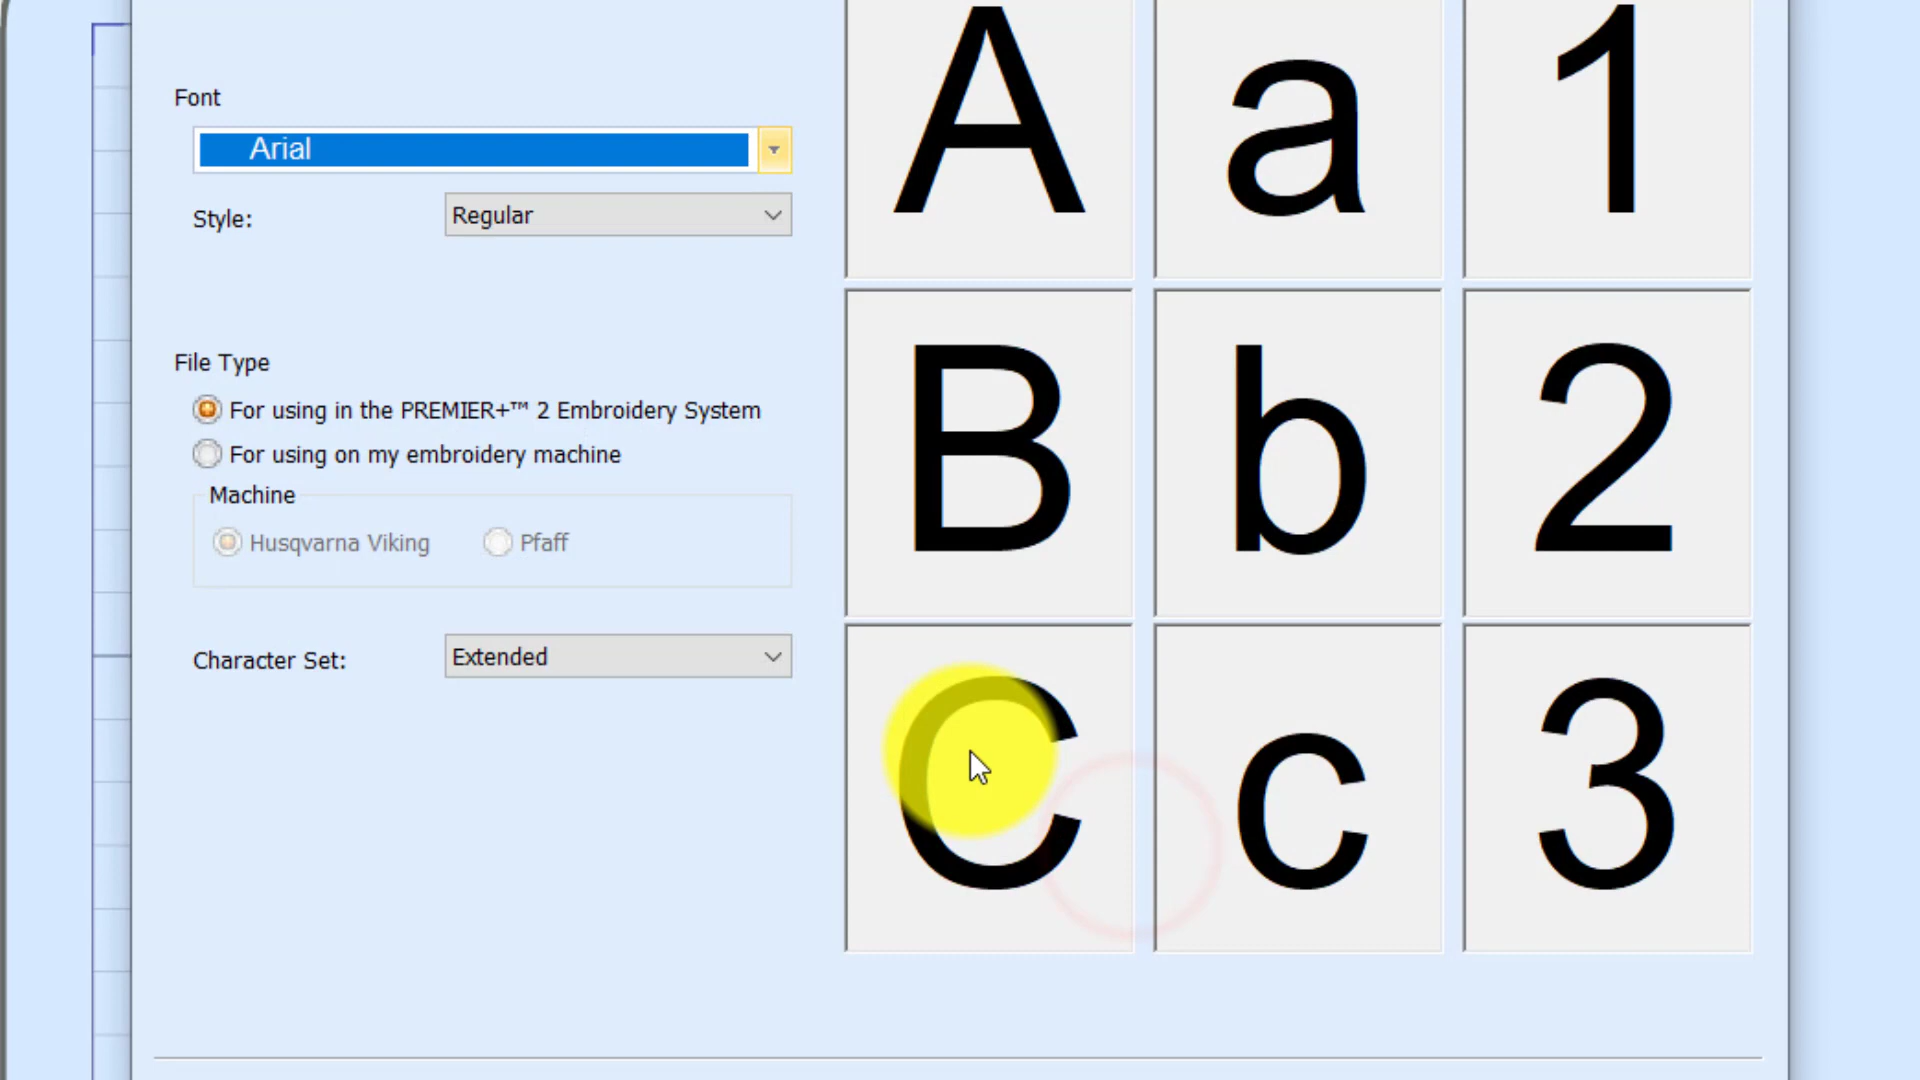 Font
Arial
Style:
Regular
File Type
For using in the PREMIER+™ 2 Embroidery System
For using on my embroidery machine
Machine
Husqvarna Viking
Pfaff
Character Set:
Extended
A a 1
B b 2
C c 3